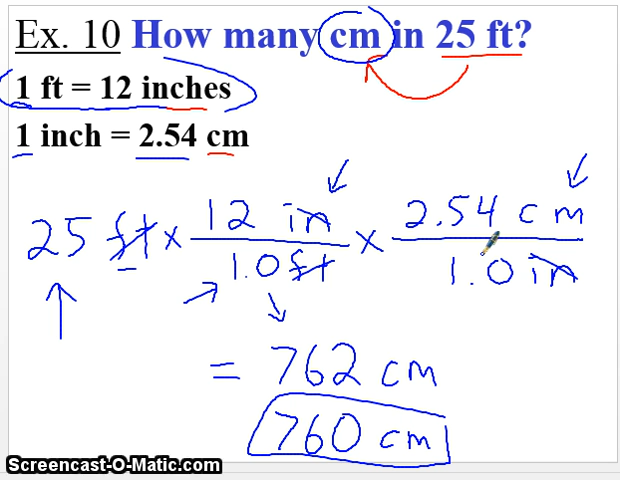 Ex. 10 How many cm in 25 ft?
1 ft = 12 inches
1 inch = 2.54 cm
25 ft x 12 in x 2.54 cm
1.0 ft 1.0 in
= 762 cm
760 cm
Screencast-O-Matic.com